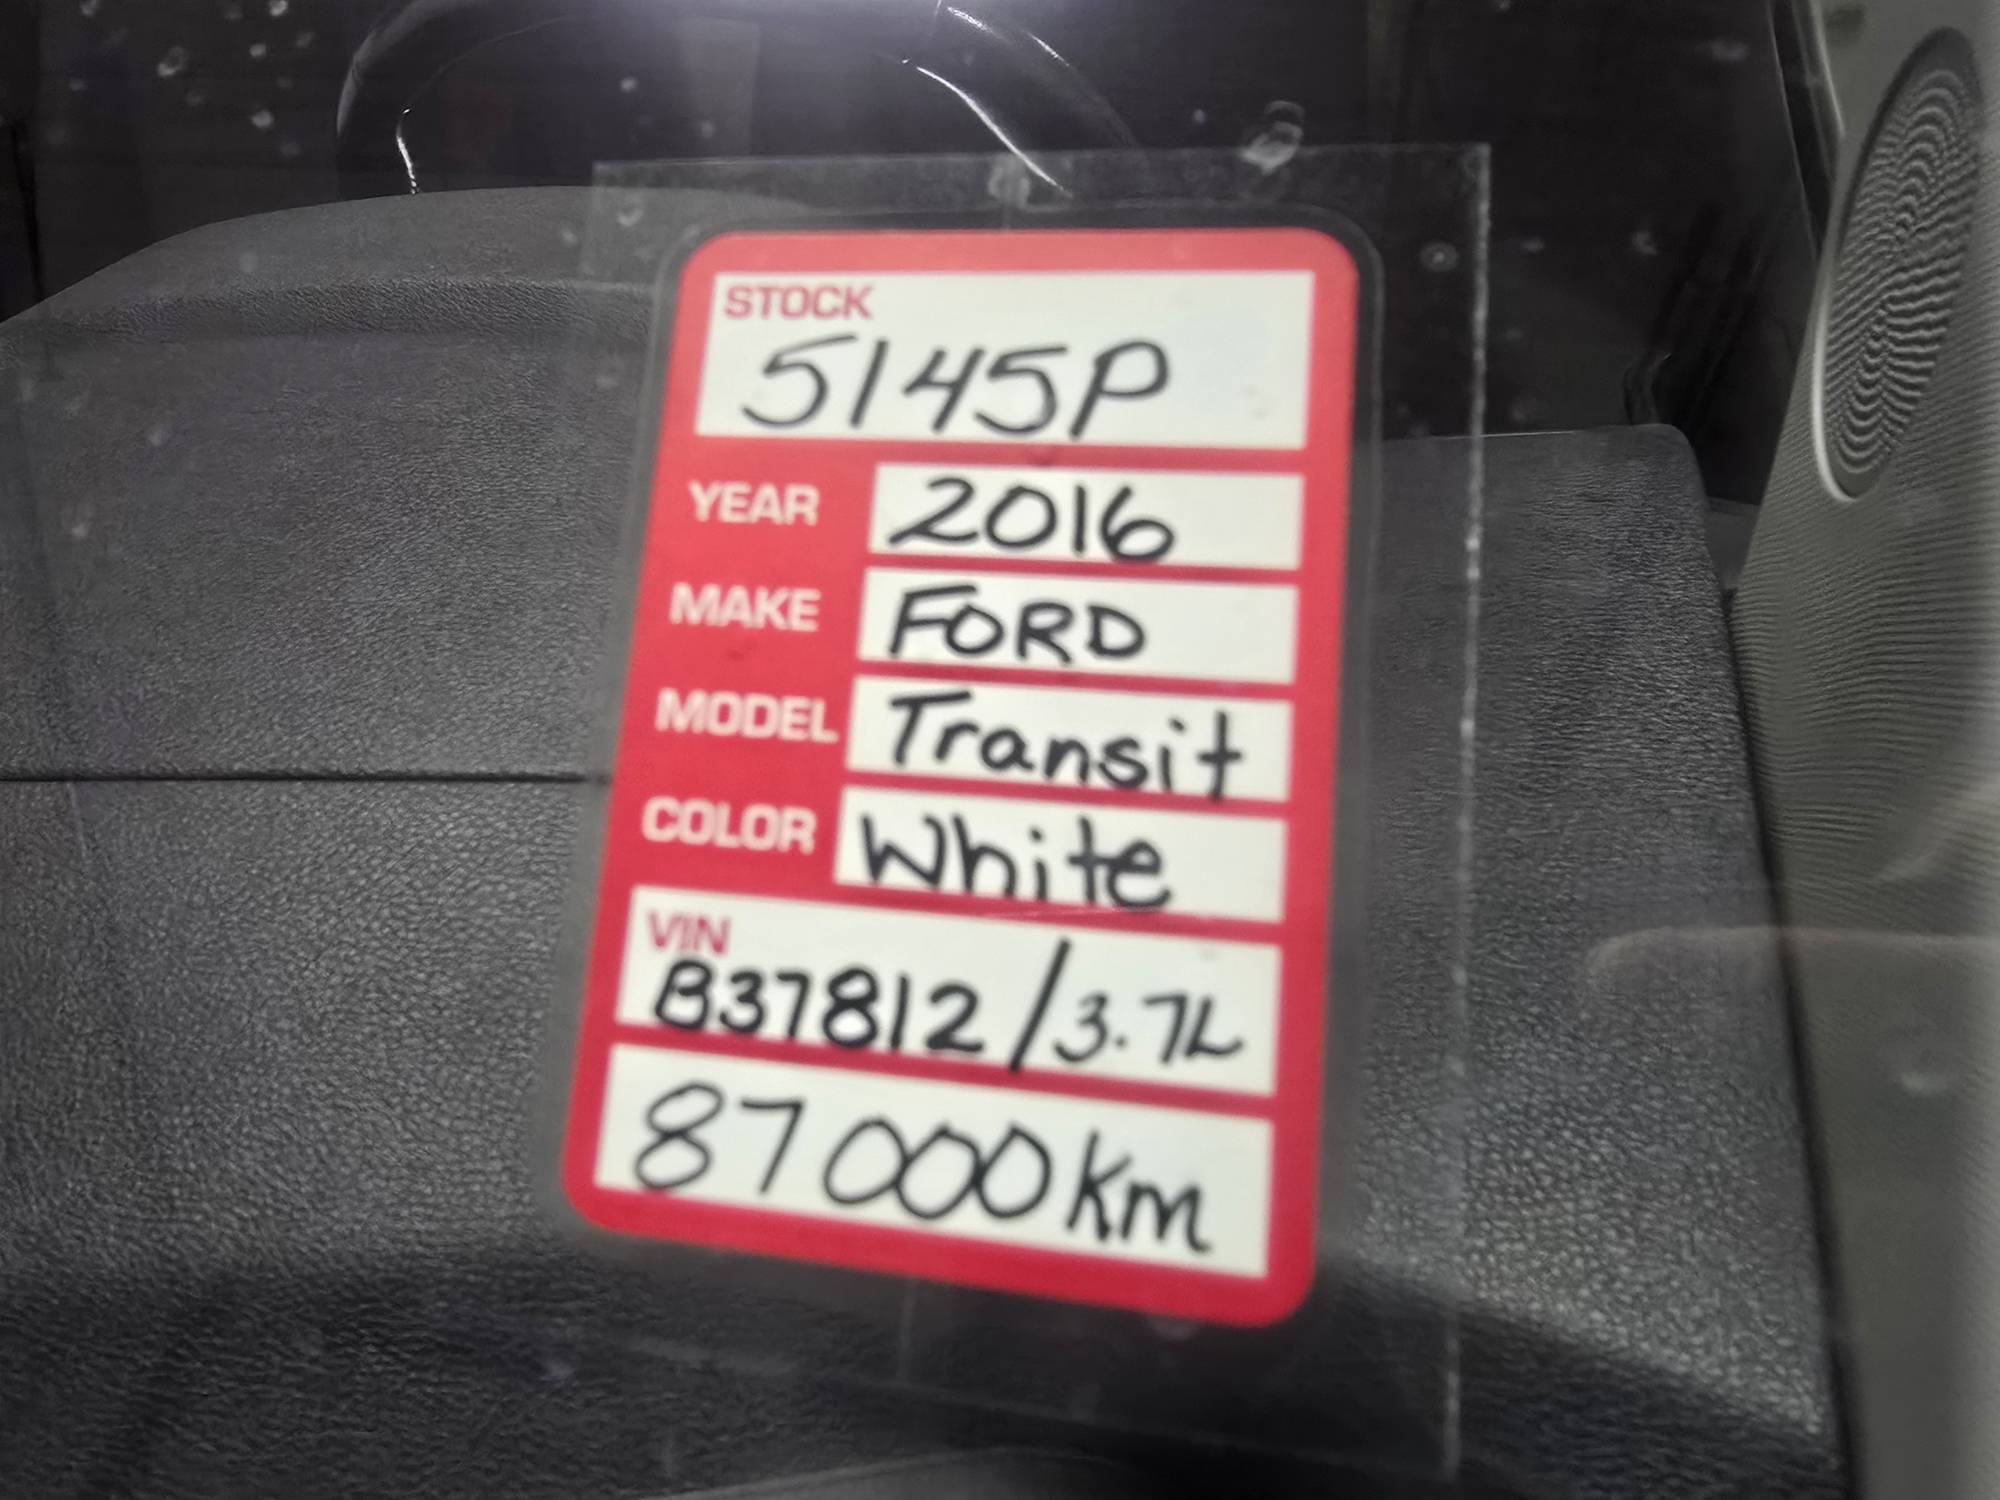 STOCK
5145P
YEAR 2016
MAKE FORD
MODEL Transit
COLOR White
VIN
B37812/3.7L
87000km